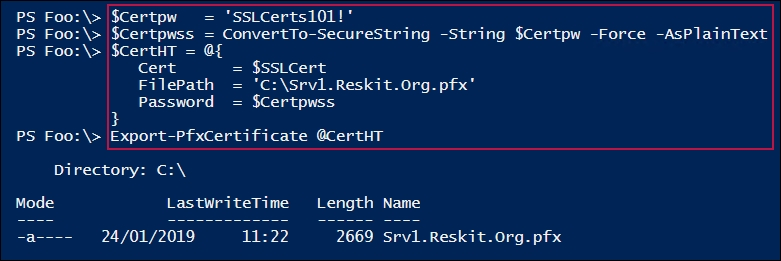 PS Foo:\> $Certpw   = 'SSLCerts101!'
PS Foo:\> $Certpwss = ConvertTo-SecureString -String $Certpw -Force -AsPlainText
PS Foo:\> $CertHT = @{
   Cert      = $SSLCert
   FilePath  = 'C:\Srv1.Reskit.Org.pfx'
   Password  = $Certpwss
}
PS Foo:\> Export-PfxCertificate @CertHT
    Directory: C:\
Mode                LastWriteTime         Length Name
----                -------------         ------ ----
-a----   24/01/2019     11:22           2669 Srv1.Reskit.Org.pfx